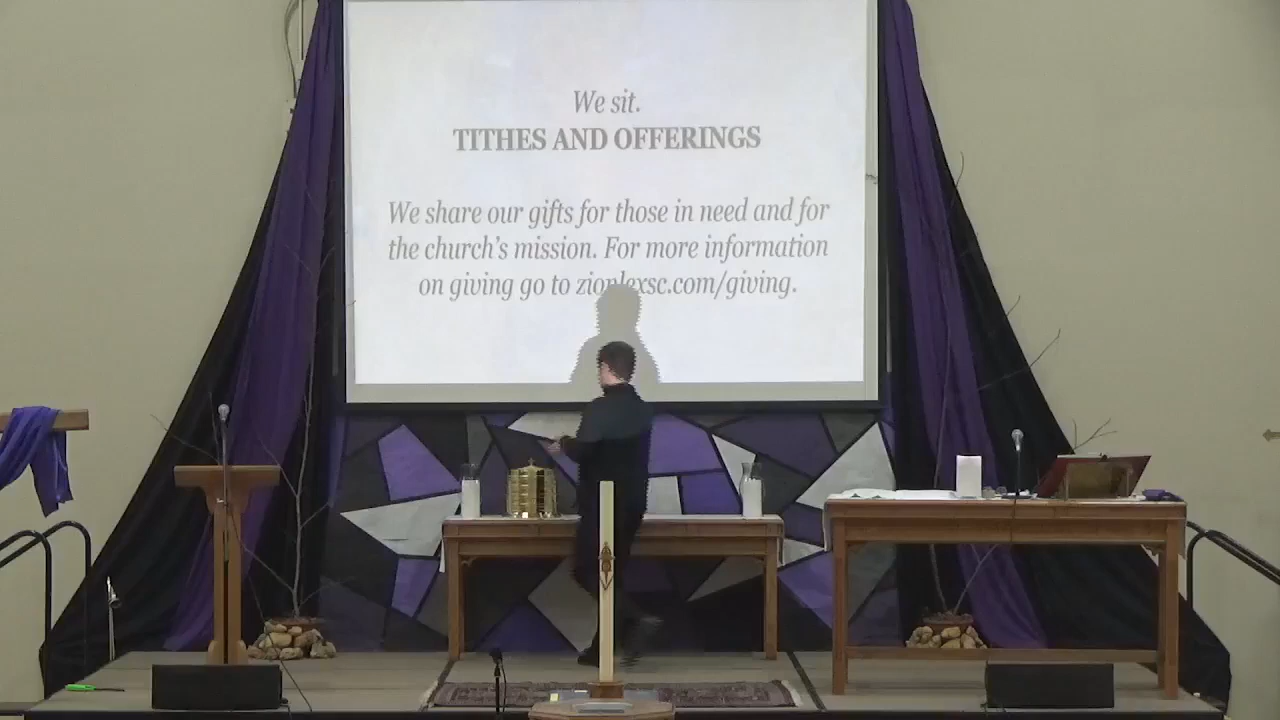 We sit.
TITHES AND OFFERINGS
We share our gifts for those in need and for
the church's mission. For more information
on giving go to zionlexsc.com/giving.